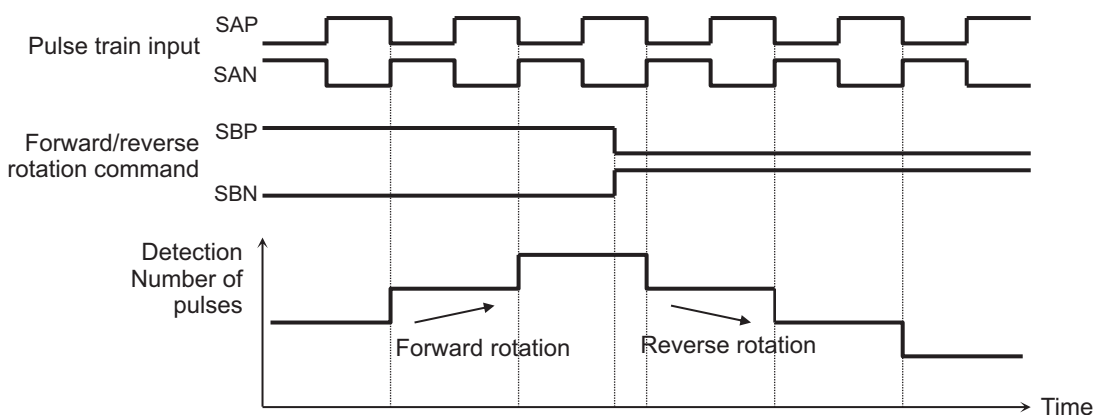 SAP
Pulse train input
SAN
SBP
Forward/reverse
rotation command
SBN
Detection
Number of
pulses
Forward rotation
Reverse rotation
Time